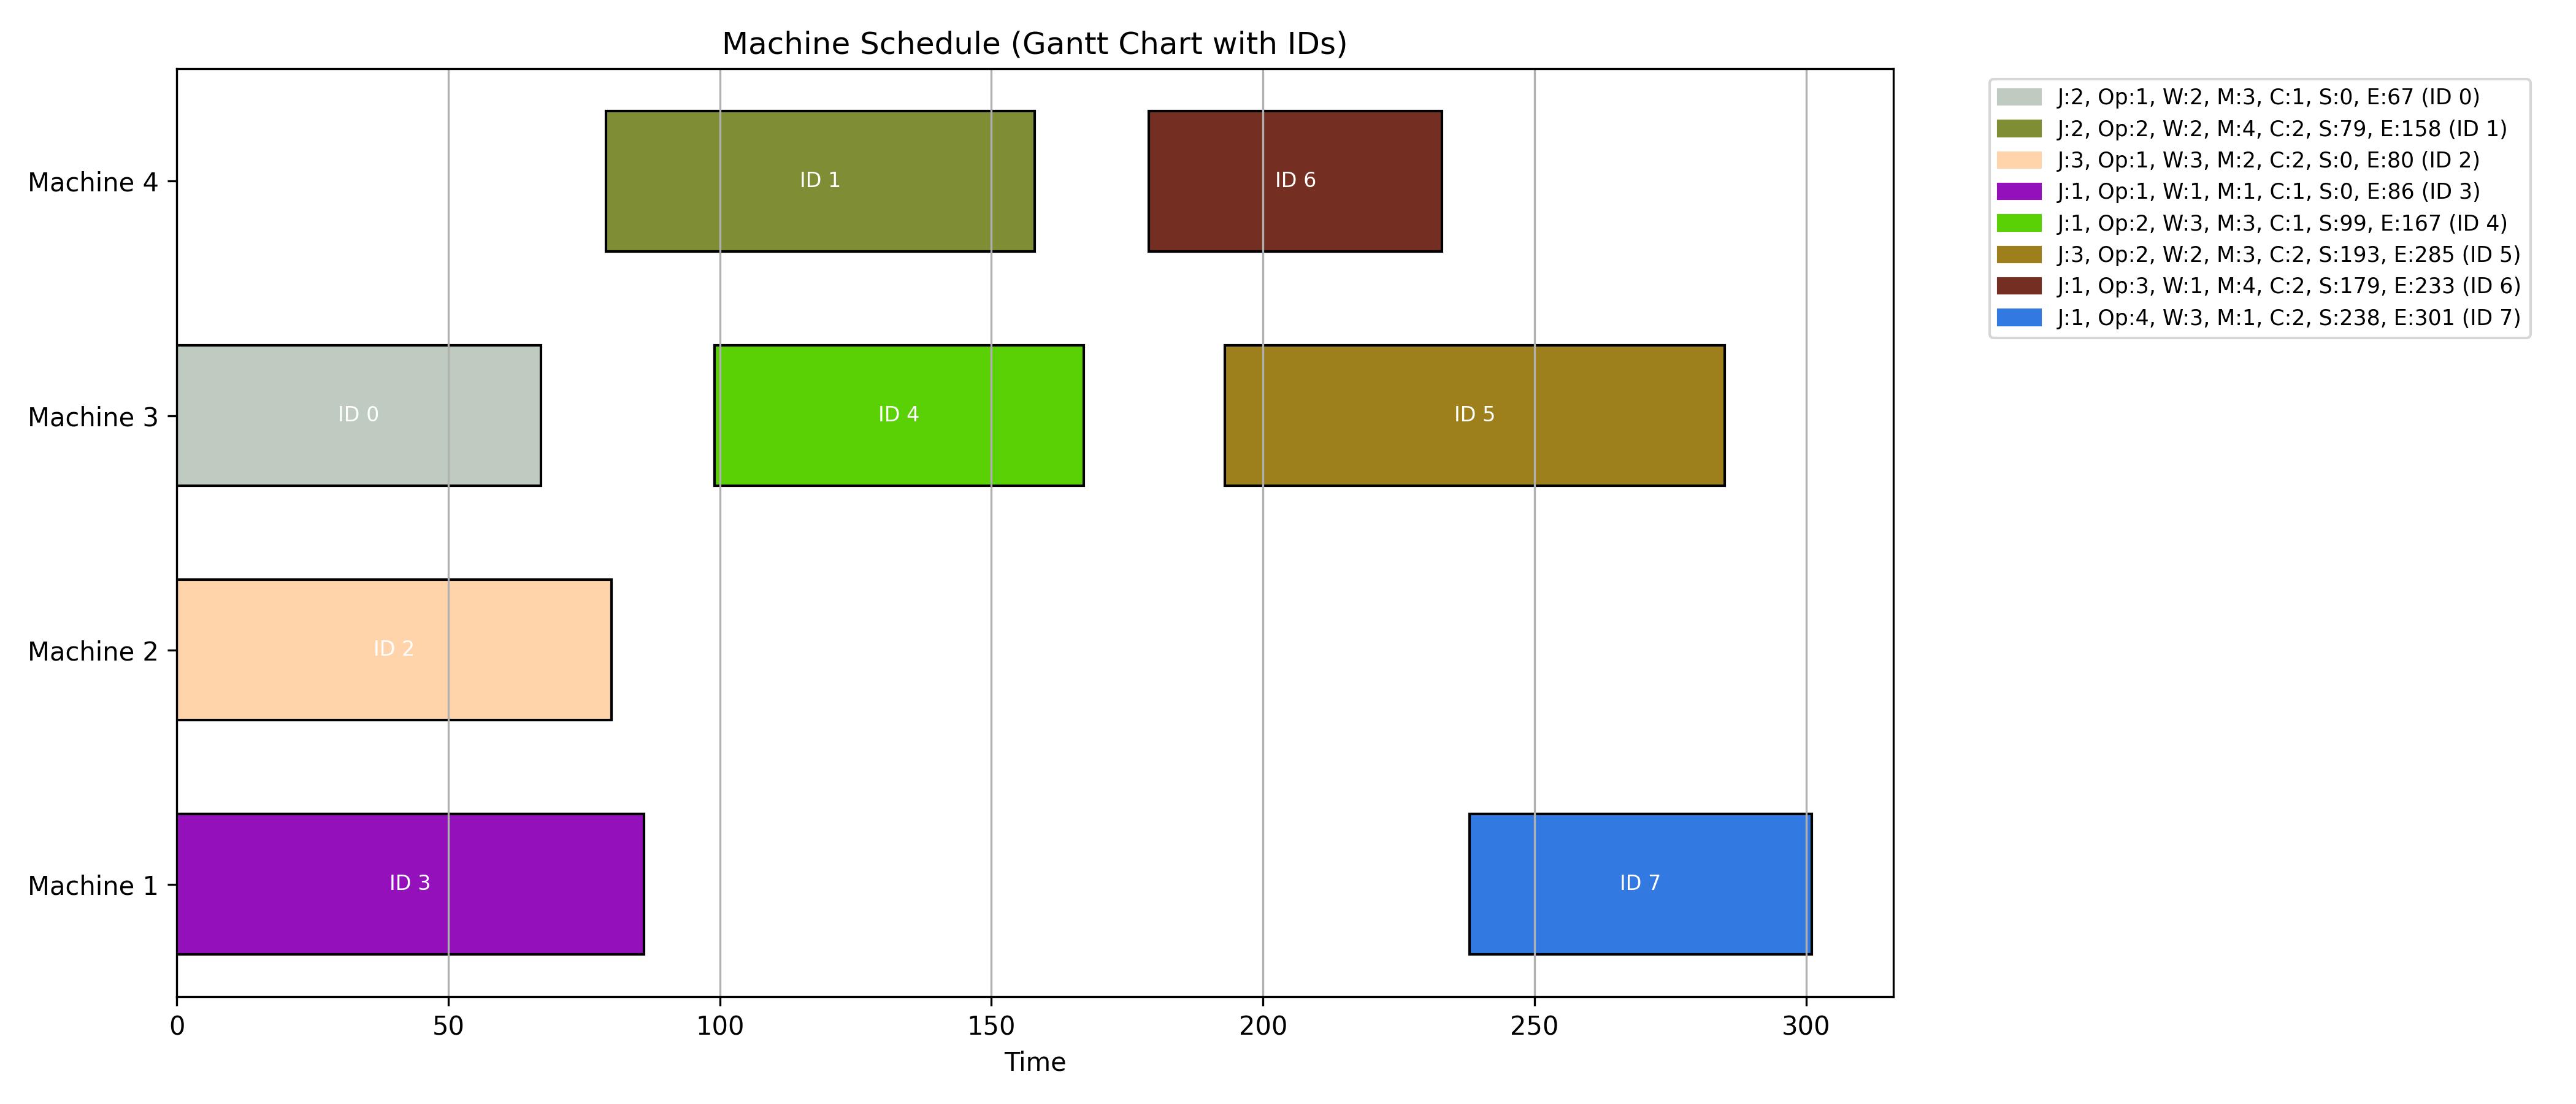 Machine Schedule (Gantt Chart with IDs)
Machine 4
Machine 3
Machine 2
Machine 1
ID 1
ID 6
ID 0
ID 4
ID 5
ID 2
ID 3
ID 7
0 50 100 150 200 250 300
Time
J:2, Op:1, W:2, M:3, C:1, S:0, E:67 (ID 0)
J:2, Op:2, W:2, M:4, C:2, S:79, E:158 (ID 1)
J:3, Op:1, W:3, M:2, C:2, S:0, E:80 (ID 2)
J:1, Op:1, W:1, M:1, C:1, S:0, E:86 (ID 3)
J:1, Op:2, W:3, M:3, C:1, S:99, E:167 (ID 4)
J:3, Op:2, W:2, M:3, C:2, S:193, E:285 (ID 5)
J:1, Op:3, W:1, M:4, C:2, S:179, E:233 (ID 6)
J:1, Op:4, W:3, M:1, C:2, S:238, E:301 (ID 7)